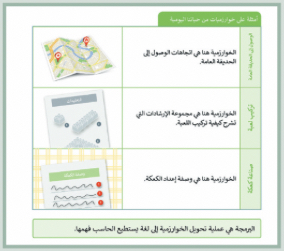 أمثلة على خوارزميات من حياتك اليومية
الوصول إلى الحديقة العامة
الخوارزمية هنا هي اتجاهات الوصول إلى
الحديقة العامة.
تركيب لعبة
الخوارزمية هنا هي مجموعة الإرشادات التي
تشرح كيفية تركيب اللعبة.
صناعة الكعكة
الخوارزمية هنا هي وصفة إعداد الكعكة.
البرمجة هي عملية تحويل الخوارزمية إلى لغة يستطيع الحاسب فهمها.